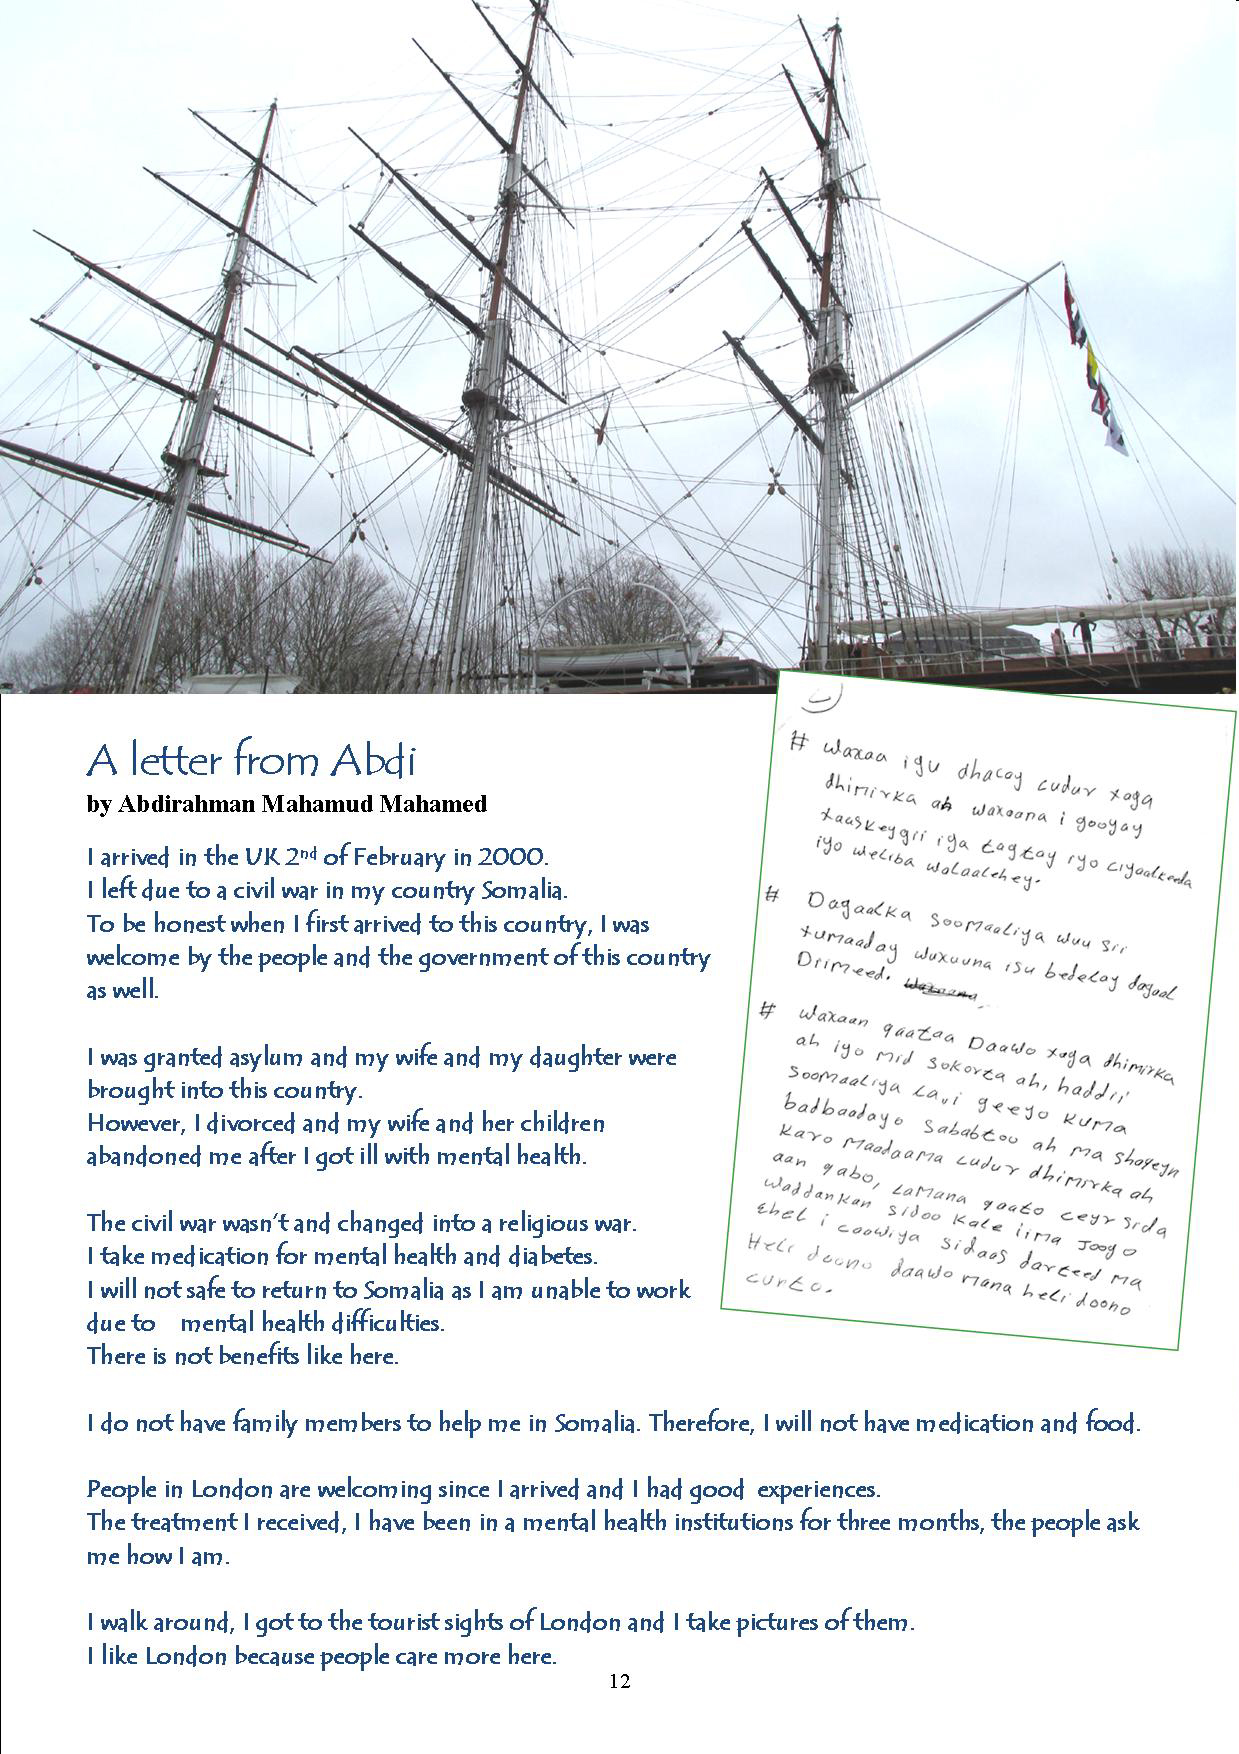 A letter from Abdi
by Abdirahman Mahamud Mahamed
I arrived in the UK 2nd of February in 2000.
I left due to a civil war in my country Somalia.
To be honest when I first arrived to this country, I was
welcome by the people and the government of this country
as well.
I was granted asylum and my wife and my daughter were
brought into this country.
However, I divorced and my wife and her children
abandoned me after I got ill with mental health.
The civil war wasn't and changed into a religious war.
I take medication for mental health and diabetes.
I will not safe to return to Somalia as I am unable to work
due to mental health difficulties.
There is not benefits like here.
I do not have family members to help me in Somalia. Therefore, I will not have medication and food.
People in London are welcoming since I arrived and I had good experiences.
The treatment I received, I have been in a mental health institutions for three months, the people ask
me how I am.
I walk around, I got to the tourist sights of London and I take pictures of them.
I like London because people care more here.
# waxaa igu dhacay cudur xaga
dhimirka ah waxaana i gooyay
xaaskeygii iga tagtay iyo ciyaalkeeda
iyo weliba walaalehey.
# Dagaalka soomaaliya wuu sii
xumaaday wuxuuna isu bedelay dagaal
Drimeed.
# waxaan qaataa Daawo xaga dhimirka
ah iyo mid sokorta ah, haddii
soomaaliya la,i geeyo kuma
badbaadayo sababtoo ah ma shaqeyn
karo maadaama cudur dhimirka ah
aan qabo, lamana qaato ceyr sida
waddankan sidoo kale iima joogo
ehel i caawiya sidaas darteed ma
Heli doono daawo mana heli doono
curto.
12